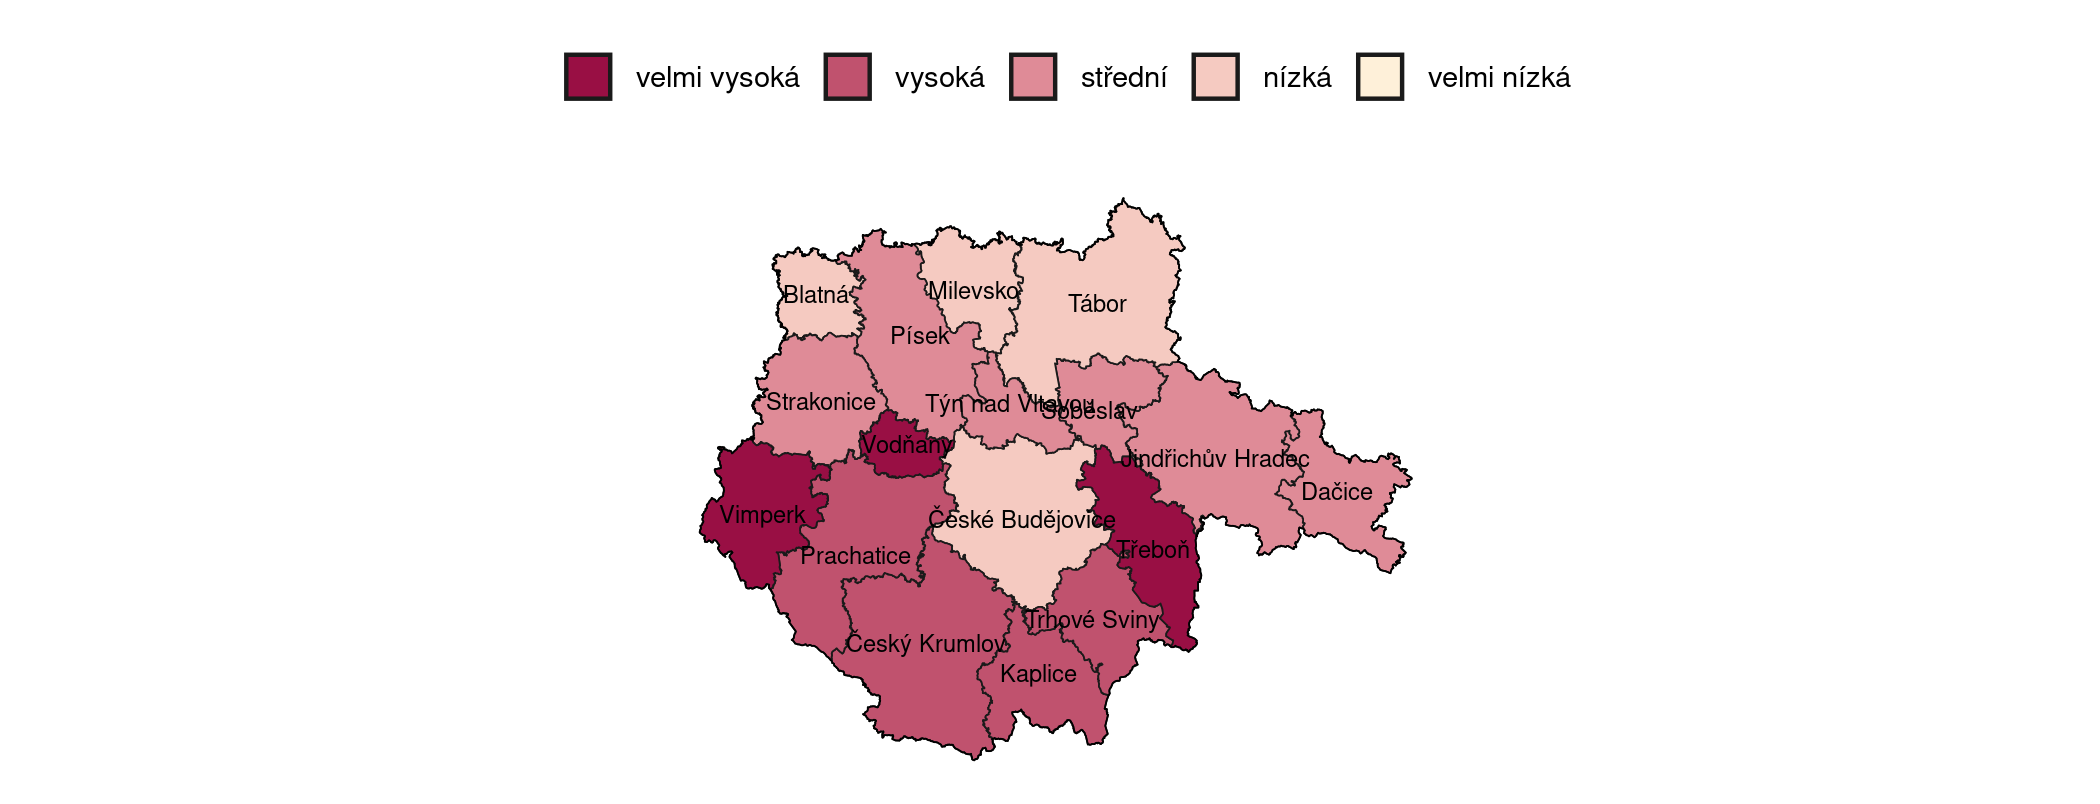 velmi vysoká
vysoká
střední
nízká
velmi nízká
Blatná
Milevsko
Tábor
Písek
Strakonice
Týn nad Vltavou
Soběslav
Vodňany
Jindřichův Hradec
Dačice
Vimperk
České Budějovice
Třeboň
Prachatice
Trhové Sviny
Český Krumlov
Kaplice